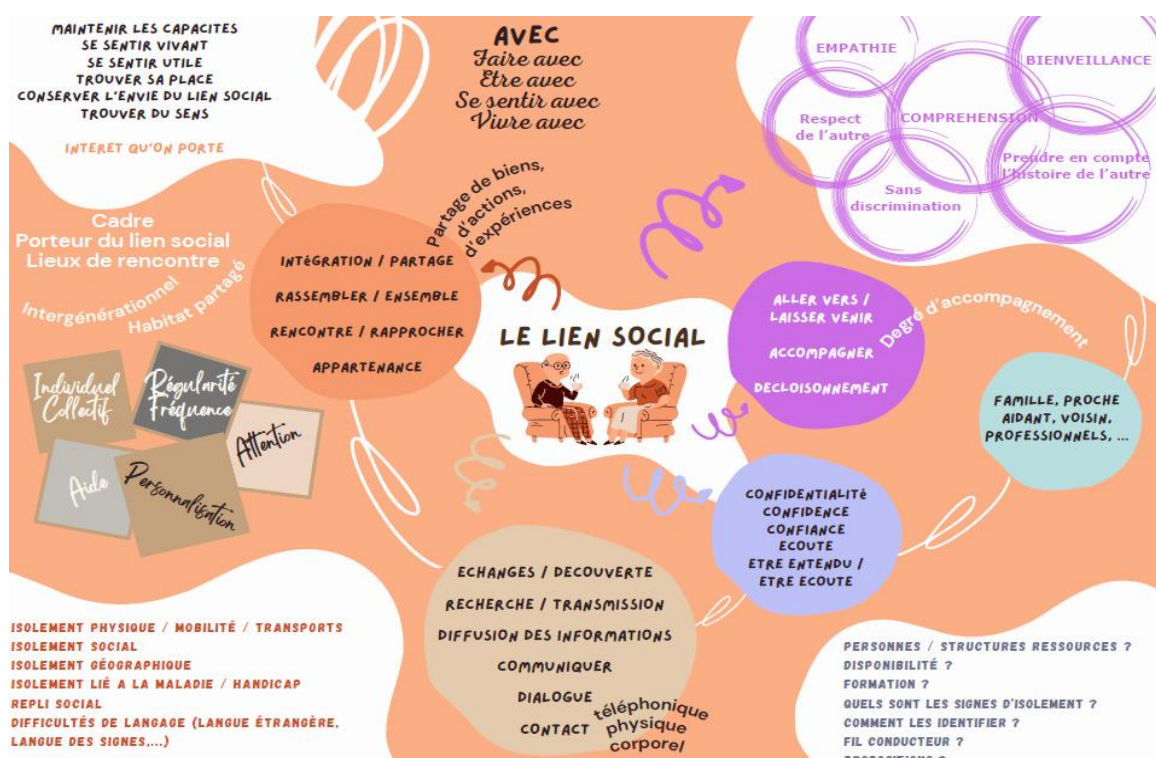 MAINTENIR LES CAPACITES
SE SENTIR VIVANT
SE SENTIR UTILE
TROUVER SA PLACE
CONSERVER L'ENVIE DU LIEN SOCIAL
TROUVER DU SENS
INTERET QU'ON PORTE
AVEC
Faire avec
Etre avec
Se sentir avec
Vivre avec
EMPATHIE
BIENVEILLANCE
Respect
de l'autre
COMPREHENSION
Prendre en compte
l'histoire de l'autre
Sans
discrimination
Partage de biens,
d'actions,
d'expériences
Cadre
Porteur du lien social
Lieux de rencontre
Intergénérationnel
Habitat partagé
INTéGRATION / PARTAGE
RASSEMBLER / ENSEMBLE
RENCONTRE / RAPPROCHER
APPARTENANCE
LE LIEN SOCIAL
ALLER VERS /
LAISSER VENIR
ACCOMPAGNER
DECLOISONNEMENT
Degré d'accompagnement
FAMILLE, PROCHE
AIDANT, VOISIN,
PROFESSIONNELS, ...
Individuel
Collectif
Régularité
Fréquence
Attention
Aide
Personnalisation
CONFIDENTIALITé
CONFIDENCE
CONFIANCE
ECOUTE
ETRE ENTENDU /
ETRE ECOUTE
ECHANGES / DECOUVERTE
RECHERCHE / TRANSMISSION
DIFFUSION DES INFORMATIONS
COMMUNIQUER
DIALOGUE
CONTACT
téléphonique
physique
corporel
ISOLEMENT PHYSIQUE / MOBILITÉ / TRANSPORTS
ISOLEMENT SOCIAL
ISOLEMENT GÉOGRAPHIQUE
ISOLEMENT LIÉ A LA MALADIE / HANDICAP
REPLI SOCIAL
DIFFICULTÉS DE LANGAGE (LANGUE ÉTRANGÈRE,
LANGUE DES SIGNES,...)
PERSONNES / STRUCTURES RESSOURCES ?
DISPONIBILITÉ ?
FORMATION ?
QUELS SONT LES SIGNES D'ISOLEMENT ?
COMMENT LES IDENTIFIER ?
FIL CONDUCTEUR ?